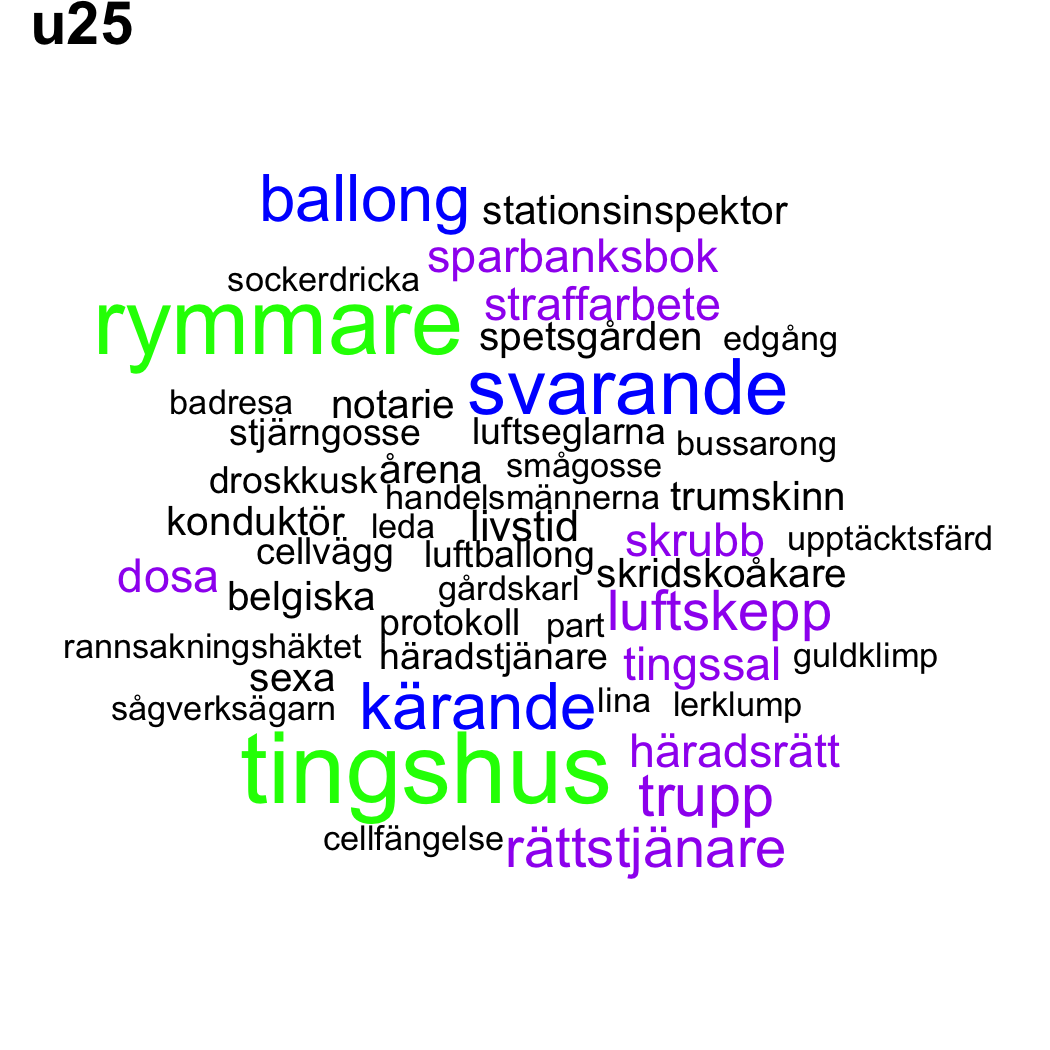 u25
ballong stationsinspektor
sparbanksbok
sockerdricka
straffarbete
rymmare
spetsgården edgång
svarande
badresa notarie
stjärngosse luftseglarna bussarong
årena smågosse
droskkusk
handelsmännerna trumskinn
konduktör leda livstid
skrubb upptäcktsfärd
cellvägg luftballong
dosa skridskoåkare
belgiska gårdskarl
luftskepp
protokoll part
rannsakningshäktet häradstjänare tingssal guldklimp
sexa
sågverksägarn kärande lina lerklump
häradsrätt
tingshus
trupp
cellfängelse rättstjänare